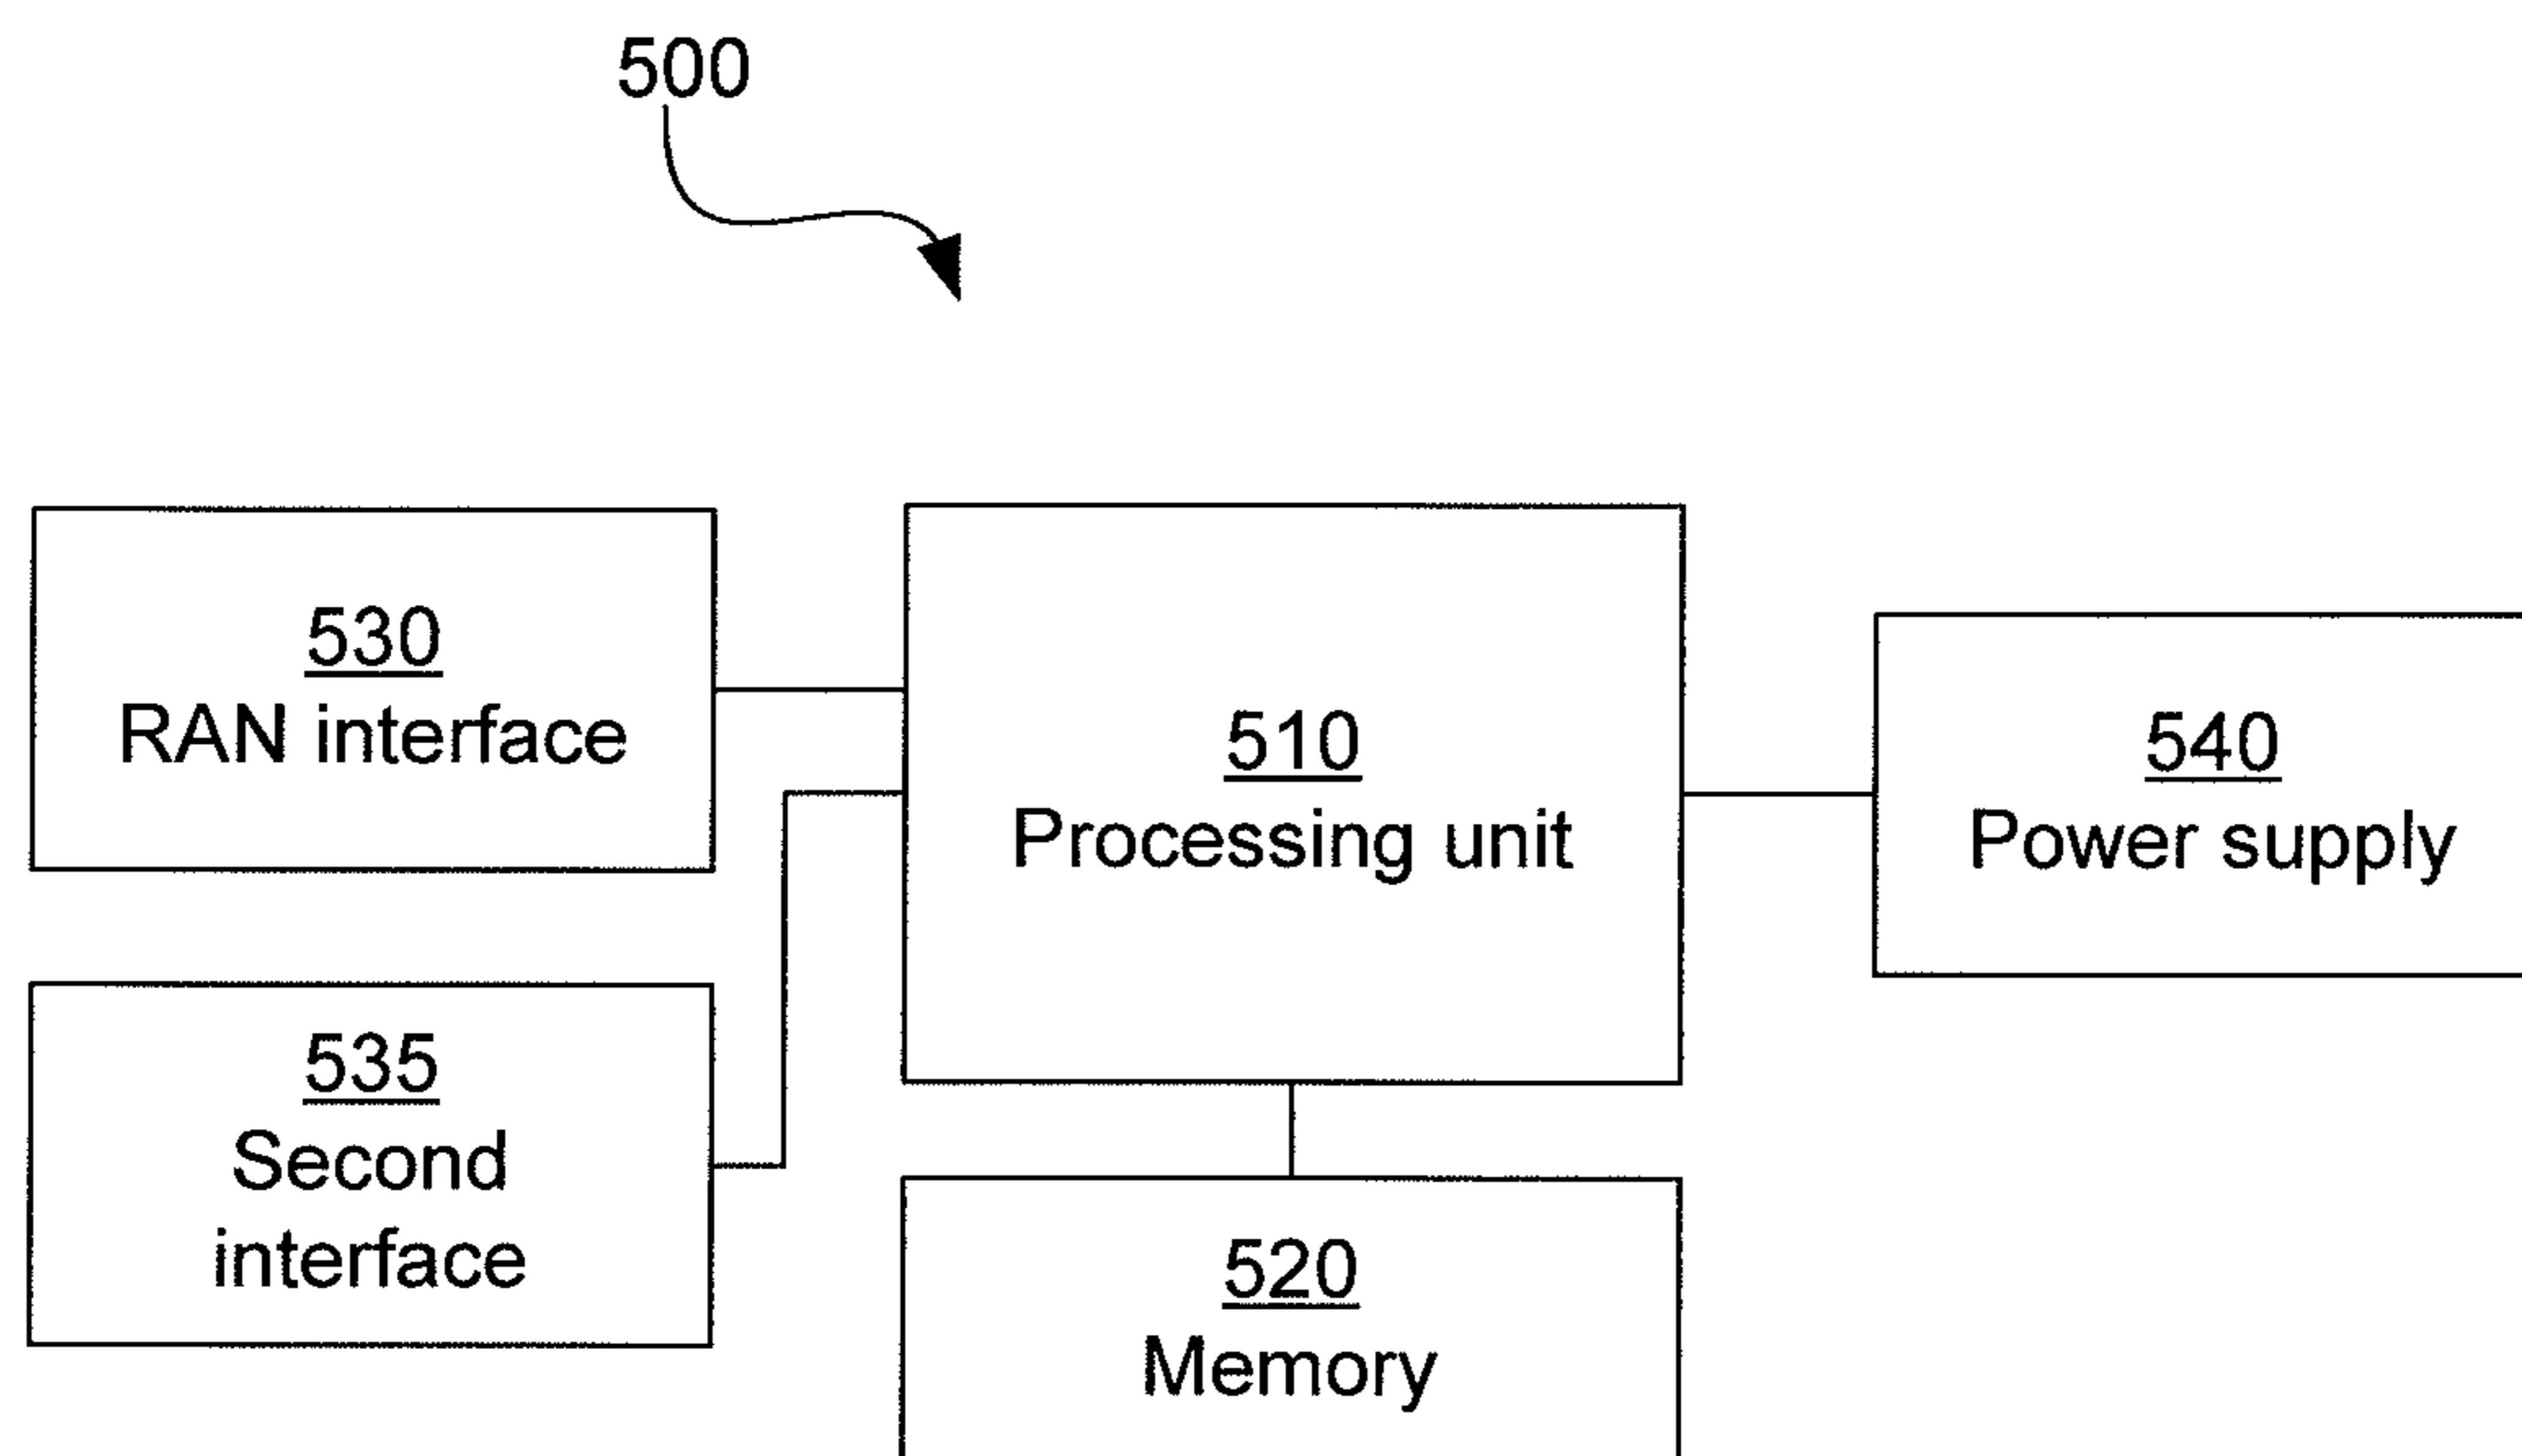 500
530
RAN interface
510
Processing unit
540
Power supply
535
Second
interface
520
Memory